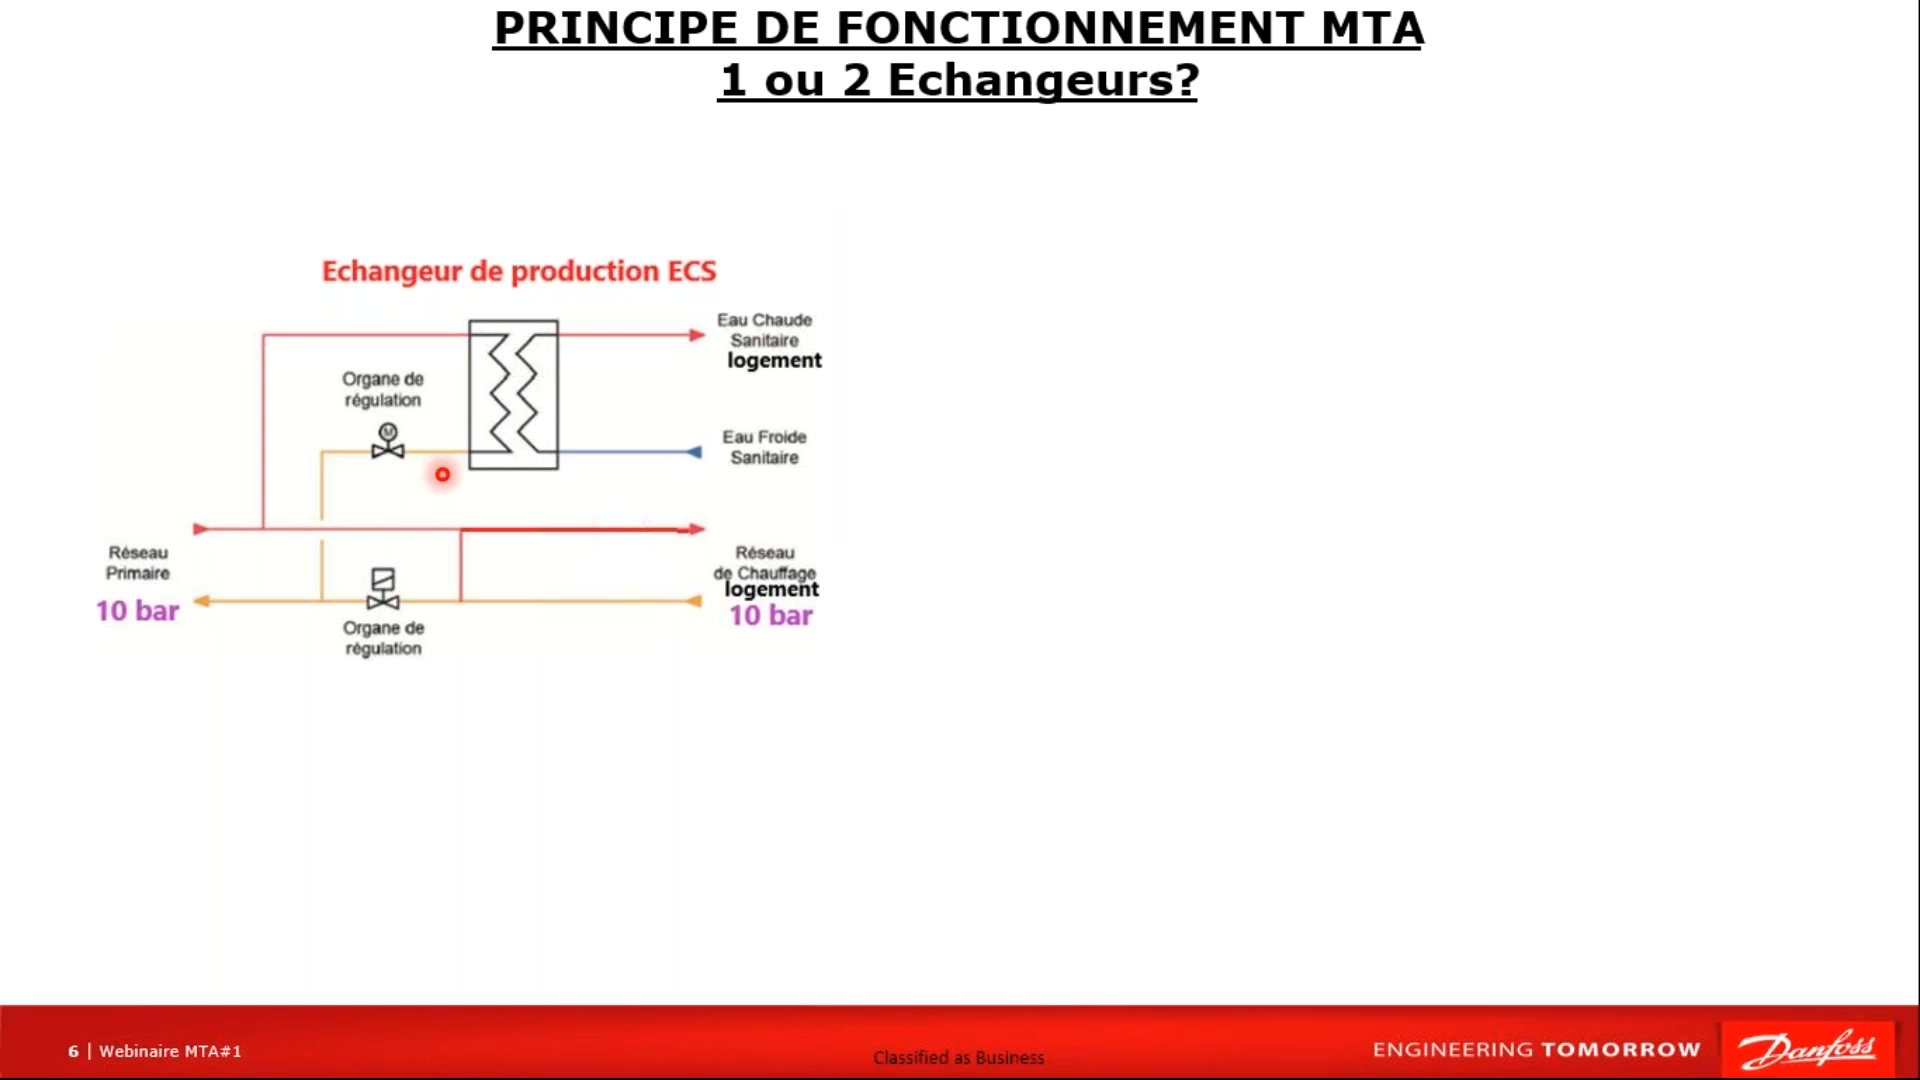 PRINCIPE DE FONCTIONNEMENT MTA
1 ou 2 Echangeurs?
Echangeur de production ECS
Eau Chaude
Sanitaire
logement
Organe de
régulation
M
Eau Froide
Sanitaire
Réseau
Primaire
10 bar
Réseau
de Chauffage
logement
10 bar
Organe de
régulation
6 | Webinaire MTA#1
Classified as Business
ENGINEERING TOMORROW
Danfoss